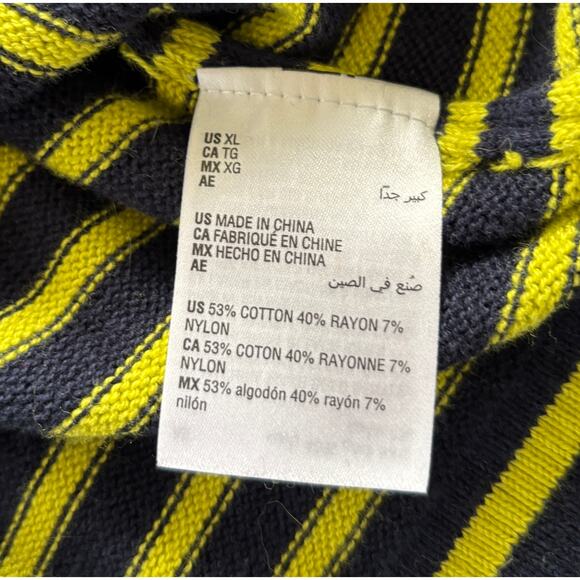 US XL
CA TG
MX XG
AE
كبير جدًا
US MADE IN CHINA
CA FABRIQUÉ EN CHINE
MX HECHO EN CHINA
AE
صُنع في الصين
US 53% COTTON 40% RAYON 7%
NYLON
CA 53% COTON 40% RAYONNE 7%
NYLON
MX 53% algodón 40% rayón 7%
nilón